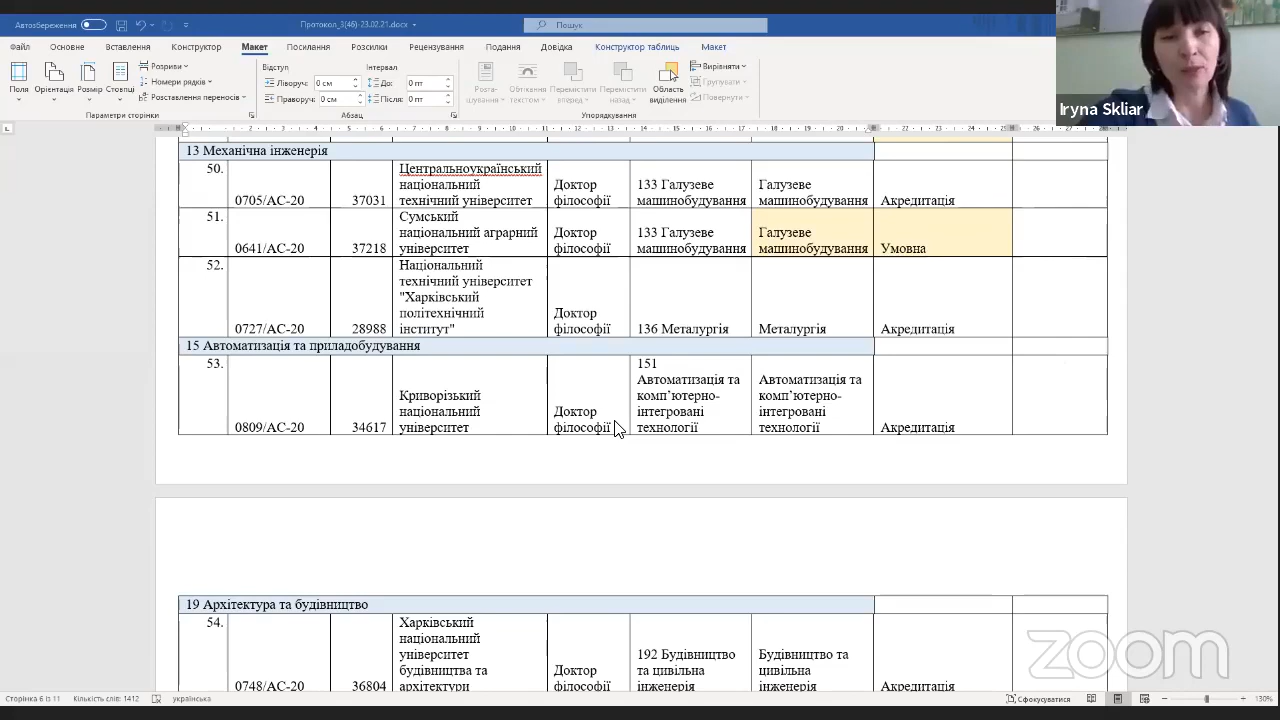 Автозбереження
Протокол_3(46)-23.02.21.docx
Пошук
Файл Основне Вставлення Конструктор Макет Посилання Розсилки Рецензування Подання Довідка Конструктор таблиць Макет
Поля
Орієнтація
Розмір
Стовпці
Розриви
Номери рядків
Розставлення переносів
Параметри сторінки
Відступ
Ліворуч: 0 см
Праворуч: 0 см
Інтервал
До: 0 пт
Після: 0 пт
Абзац
Розта-
шування
Обтікання
текстом
Перемістити
вперед
Перемістити
назад
Область
виділення
Вирівняти
Групувати
Повернути
Упорядкування
Iryna Skliar
13 Механічна інженерія
50.
0705/АС-20
37031
Центральноукраїнський
національний
технічний університет
Доктор
філософії
133 Галузеве
машинобудування
Галузеве
машинобудування
Акредитація
51.
0641/АС-20
37218
Сумський
національний аграрний
університет
Доктор
філософії
133 Галузеве
машинобудування
Галузеве
машинобудування
Умовна
52.
0727/АС-20
28988
Національний
технічний університет
"Харківський
політехнічний
інститут"
Доктор
філософії
136 Металургія
Металургія
Акредитація
15 Автоматизація та приладобудування
53.
0809/АС-20
34617
Криворізький
національний
університет
Доктор
філософії
151
Автоматизація та
комп’ютерно-
інтегровані
технології
Автоматизація та
комп’ютерно-
інтегровані
технології
Акредитація
19 Архітектура та будівництво
54.
0748/АС-20
36804
Харківський
національний
університет
будівництва та
архітектури
Доктор
філософії
192 Будівництво
та цивільна
інженерія
Будівництво та
цивільна
інженерія
Акредитація
zoom
Сторінка 6 із 11 Кількість слів: 1412 українська
Сфокусуватися
130%